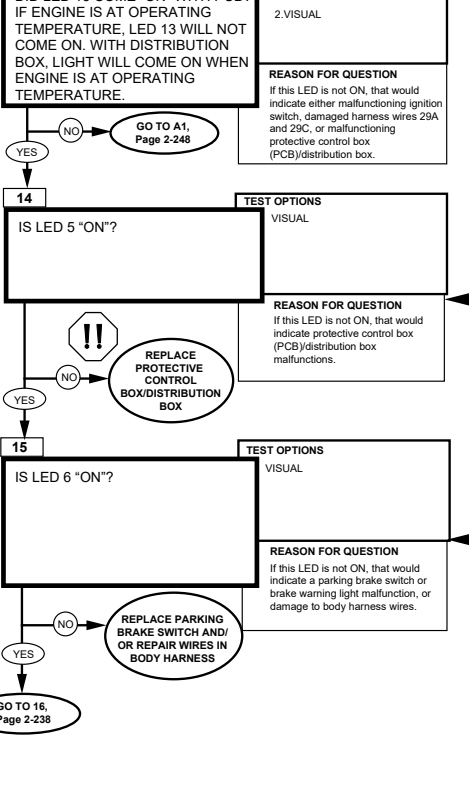 IF ENGINE IS AT OPERATING
TEMPERATURE, LED 13 WILL NOT
COME ON. WITH DISTRIBUTION
BOX, LIGHT WILL COME ON WHEN
ENGINE IS AT OPERATING
TEMPERATURE.
2.VISUAL
REASON FOR QUESTION
If this LED is not ON, that would
indicate either malfunctioning ignition
switch, damaged harness wires 29A
and 29C, or malfunctioning
protective control box
(PCB)/distribution box.
NO
GO TO A1,
Page 2-248
YES
14
IS LED 5 “ON”?
TEST OPTIONS
VISUAL
REASON FOR QUESTION
If this LED is not ON, that would
indicate protective control box
(PCB)/distribution box
malfunctions.
!!
NO
REPLACE
PROTECTIVE
CONTROL
BOX/DISTRIBUTION
BOX
YES
15
IS LED 6 “ON”?
TEST OPTIONS
VISUAL
REASON FOR QUESTION
If this LED is not ON, that would
indicate a parking brake switch or
brake warning light malfunction, or
damage to body harness wires.
NO
REPLACE PARKING
BRAKE SWITCH AND/
OR REPAIR WIRES IN
BODY HARNESS
YES
GO TO 16,
Page 2-238